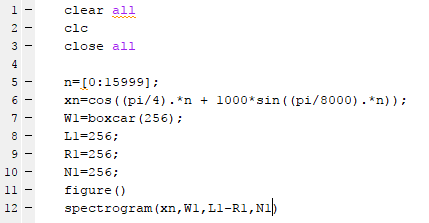 1 - clear all
2 - clc
3 - close all
4
5 - n=[0:15999];
6 - xn=cos((pi/4).*n + 1000*sin((pi/8000).*n));
7 - W1=boxcar(256);
8 - L1=256;
9 - R1=256;
10 - N1=256;
11 - figure()
12 - spectrogram(xn,W1,L1-R1,N1)